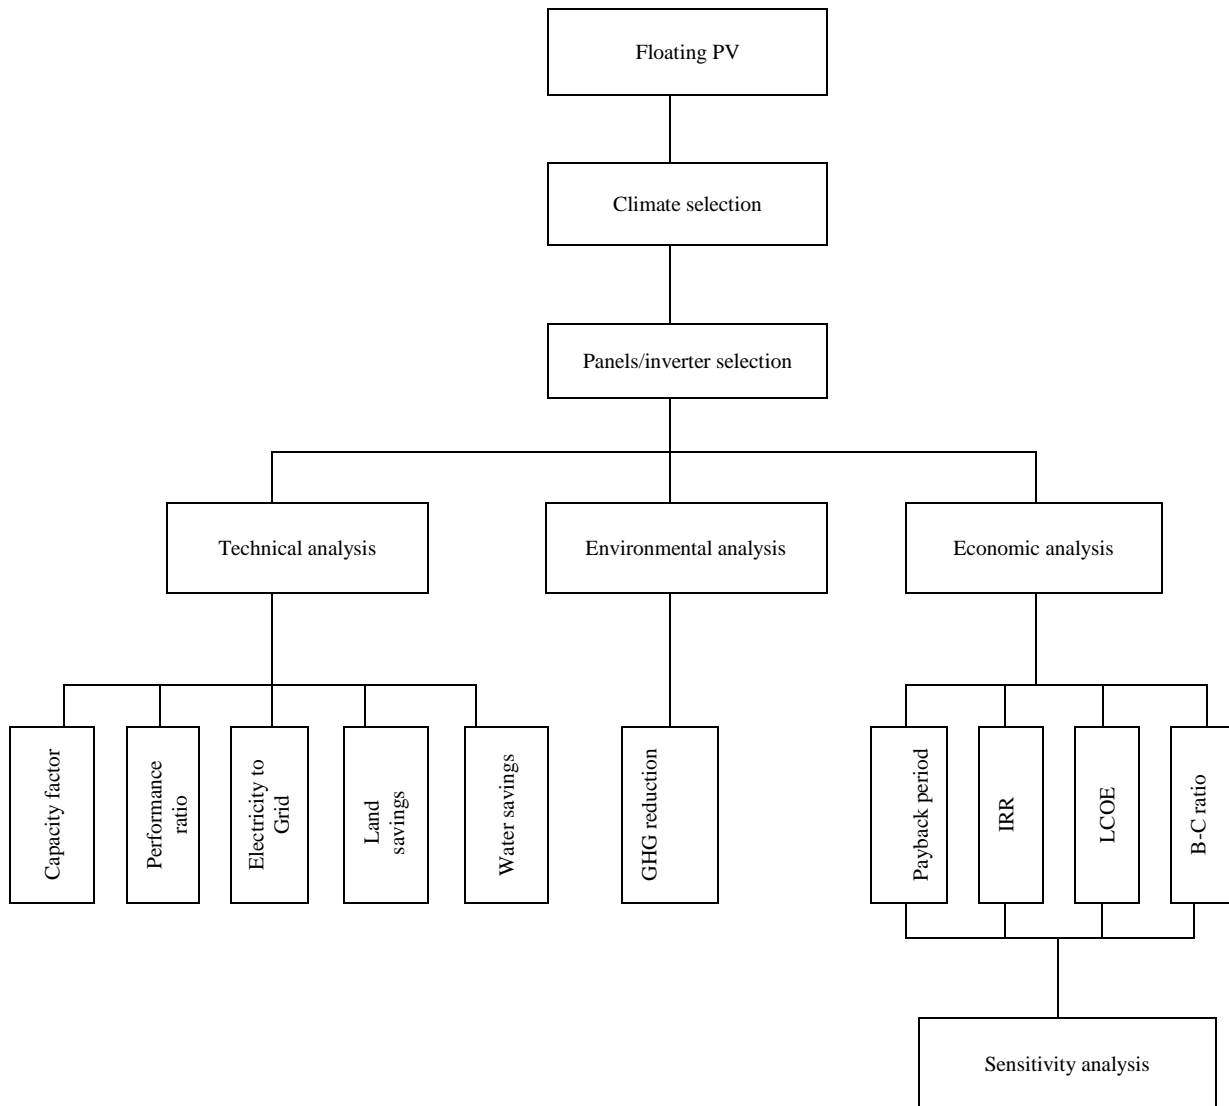 Floating PV
Climate selection
Panels/inverter selection
Technical analysis
Environmental analysis
Economic analysis
Capacity factor
Performance
ratio
Electricity to
Grid
Land
savings
Water savings
GHG reduction
Payback period
IRR
LCOE
B-C ratio
Sensitivity analysis